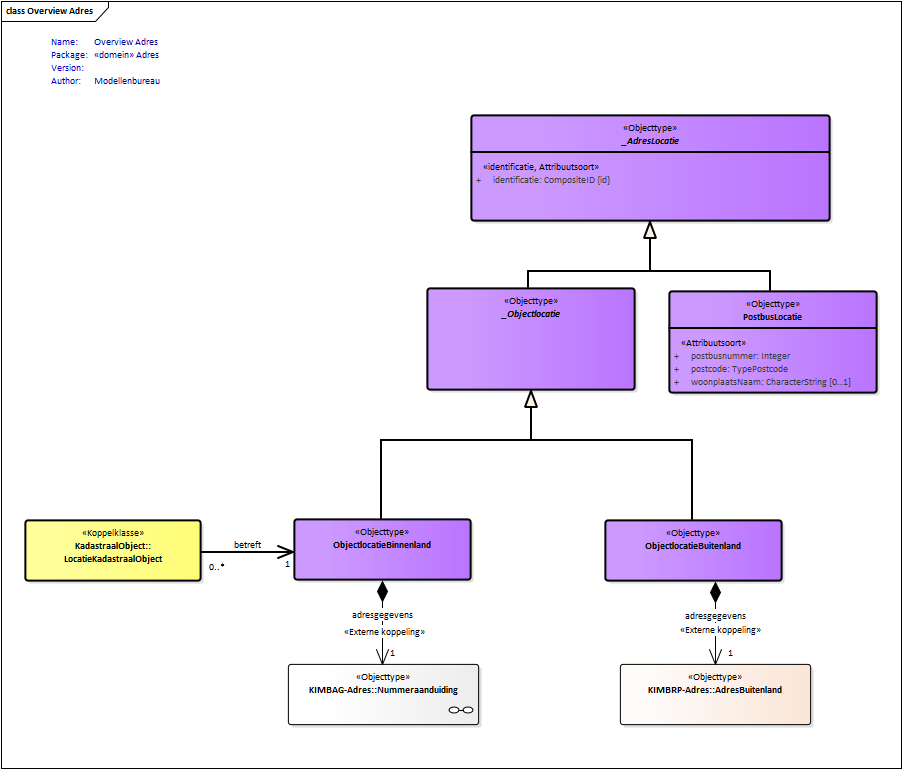 class Overview Adres
Name: Overview Adres
Package: «domein» Adres
Version:
Author: Modellenbureau
«Objecttype»
_AdresLocatie
«identificatie, Attribuutsoort»
+ identificatie: CompositeID {id}
«Objecttype»
_Objectlocatie
«Objecttype»
PostbusLocatie
«Attribuutsoort»
+ postbusnummer: Integer
+ postcode: TypePostcode
+ woonplaatsNaam: CharacterString [0..1]
«Koppelklasse»
KadastraalObject::
LocatieKadastraalObject
betreft
0..*
1
«Objecttype»
ObjectlocatieBinnenland
«Objecttype»
ObjectlocatieBuitenland
adresgegevens
«Externe koppeling»
1
adresgegevens
«Externe koppeling»
1
«Objecttype»
KIMBAG-Adres::Nummeraanduiding
«Objecttype»
KIMBRP-Adres::AdresBuitenland